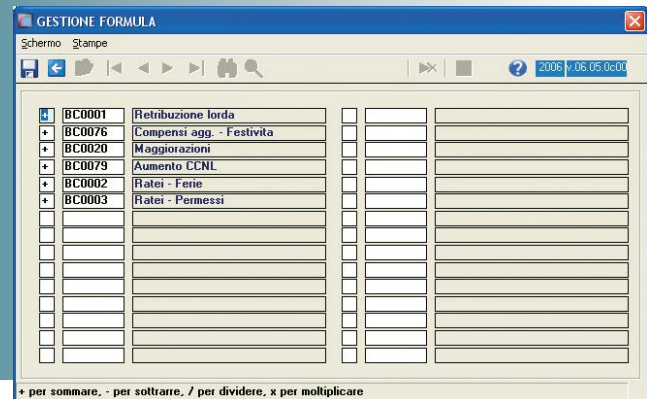 GESTIONE FORMULA
Schermo Stampe
2006 v.06.05.0c00
+ BC0001 Retribuzione lorda
+ BC0076 Compensi agg. - Festivita
+ BC0020 Maggiorazioni
+ BC0079 Aumento CCNL
+ BC0002 Ratei - Ferie
+ BC0003 Ratei - Permessi
+ per sommare, - per sottrarre, / per dividere, x per moltiplicare